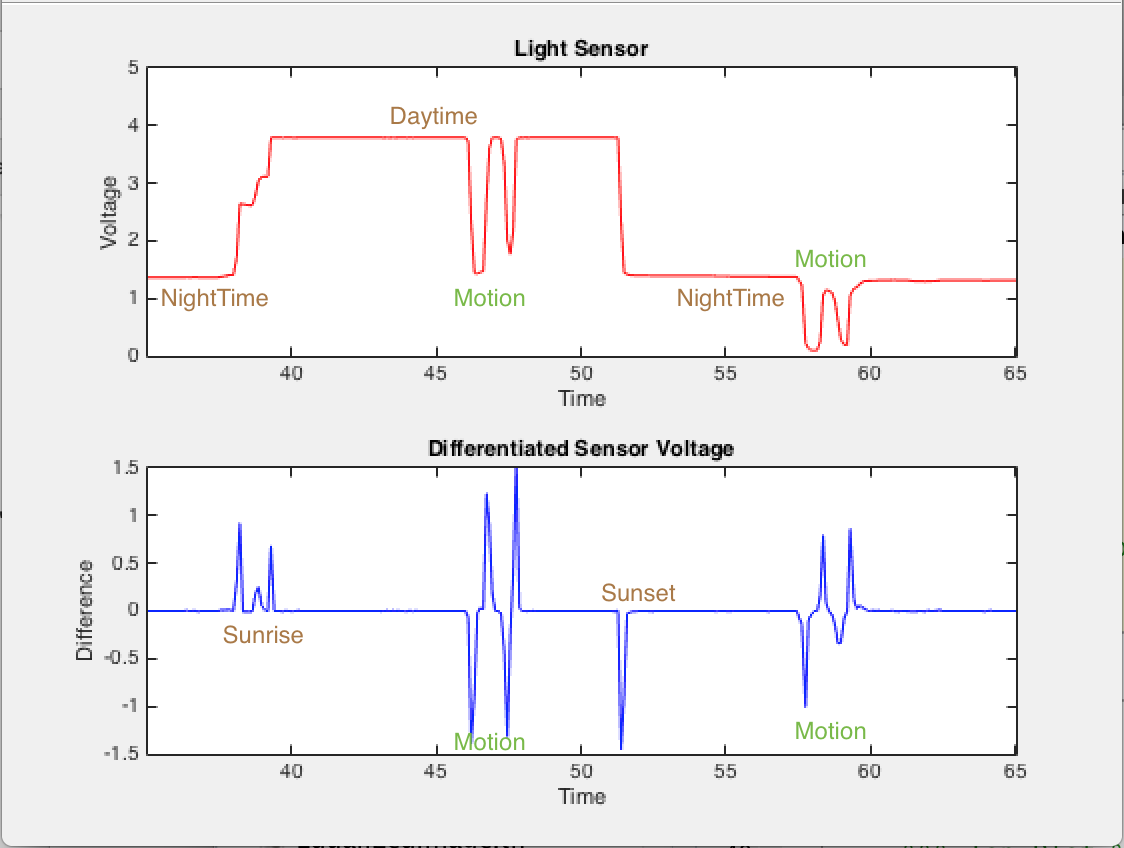 Light Sensor
5
4
3
2
1
0
Voltage
Daytime
NightTime
Motion
NightTime
Motion
40
45
50
55
60
65
Time
Differentiated Sensor Voltage
1.5
1
0.5
0
-0.5
-1
-1.5
Difference
Sunrise
Motion
Sunset
Motion
40
45
50
55
60
65
Time